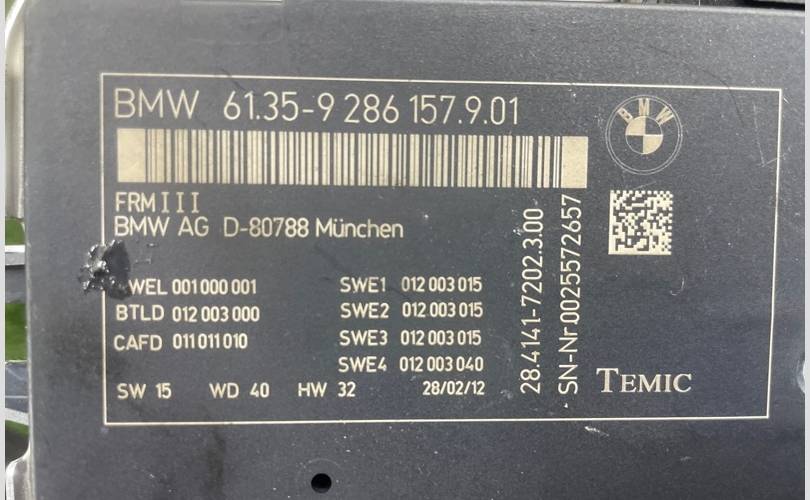 BMW 61.35-9 286 157.9.01
BMW
FRM III
BMW AG D-80788 München
WEL 001 000 001
BTLD 012 003 000
CAFD 011 011 010
SWE1 012 003 015
SWE2 012 003 015
SWE3 012 003 015
SWE4 012 003 040
SW 15 WD 40 HW 32 28/02/12
28.4141-7202.3.00
SN-Nr.0025572657
TEMIC